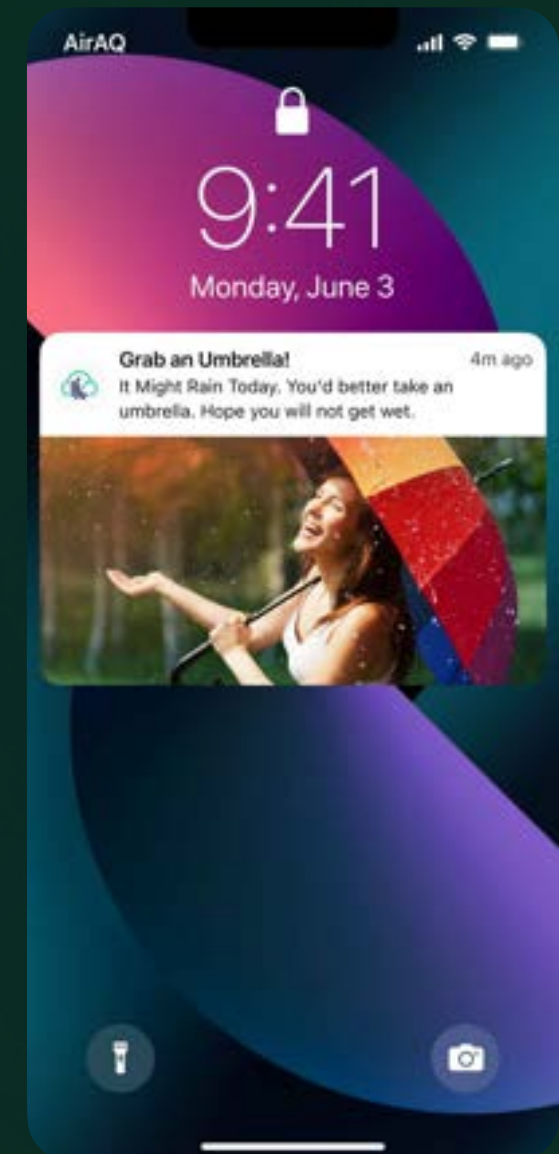 AirAQ
9:41
Monday, June 3
Grab an Umbrella! 4m ago
It Might Rain Today. You'd better take an
umbrella. Hope you will not get wet.